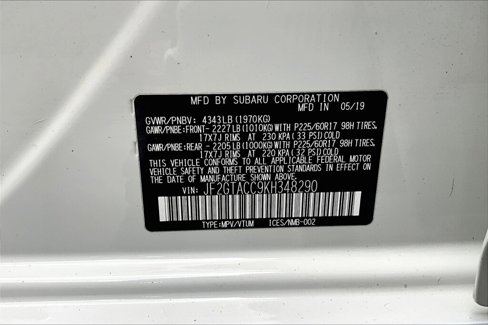 MFD BY SUBARU CORPORATION
MFD IN 05/19
GVWR/PNBV: 4343LB(1970KG)
GAWR/PNBE:FRONT- 2227LB(1010KG)WITH P225/60R17 98H TIRES,
17X7J RIMS AT 230 KPA(33 PSI)COLD
GAWR/PNBE:REAR - 2205LB(1000KG)WITH P225/60R17 98H TIRES,
17X7J RIMS AT 220 KPA(32 PSI)COLD
THIS VEHICLE CONFORMS TO ALL APPLICABLE FEDERAL MOTOR
VEHICLE SAFETY, BUMPER, AND THEFT PREVENTION STANDARDS IN EFFECT
ON THE DATE OF MANUFACTURE SHOWN ABOVE.
VIN: JF2GTACC9KH348290
TYPE:MPV/VTUM ICES/NMB-002